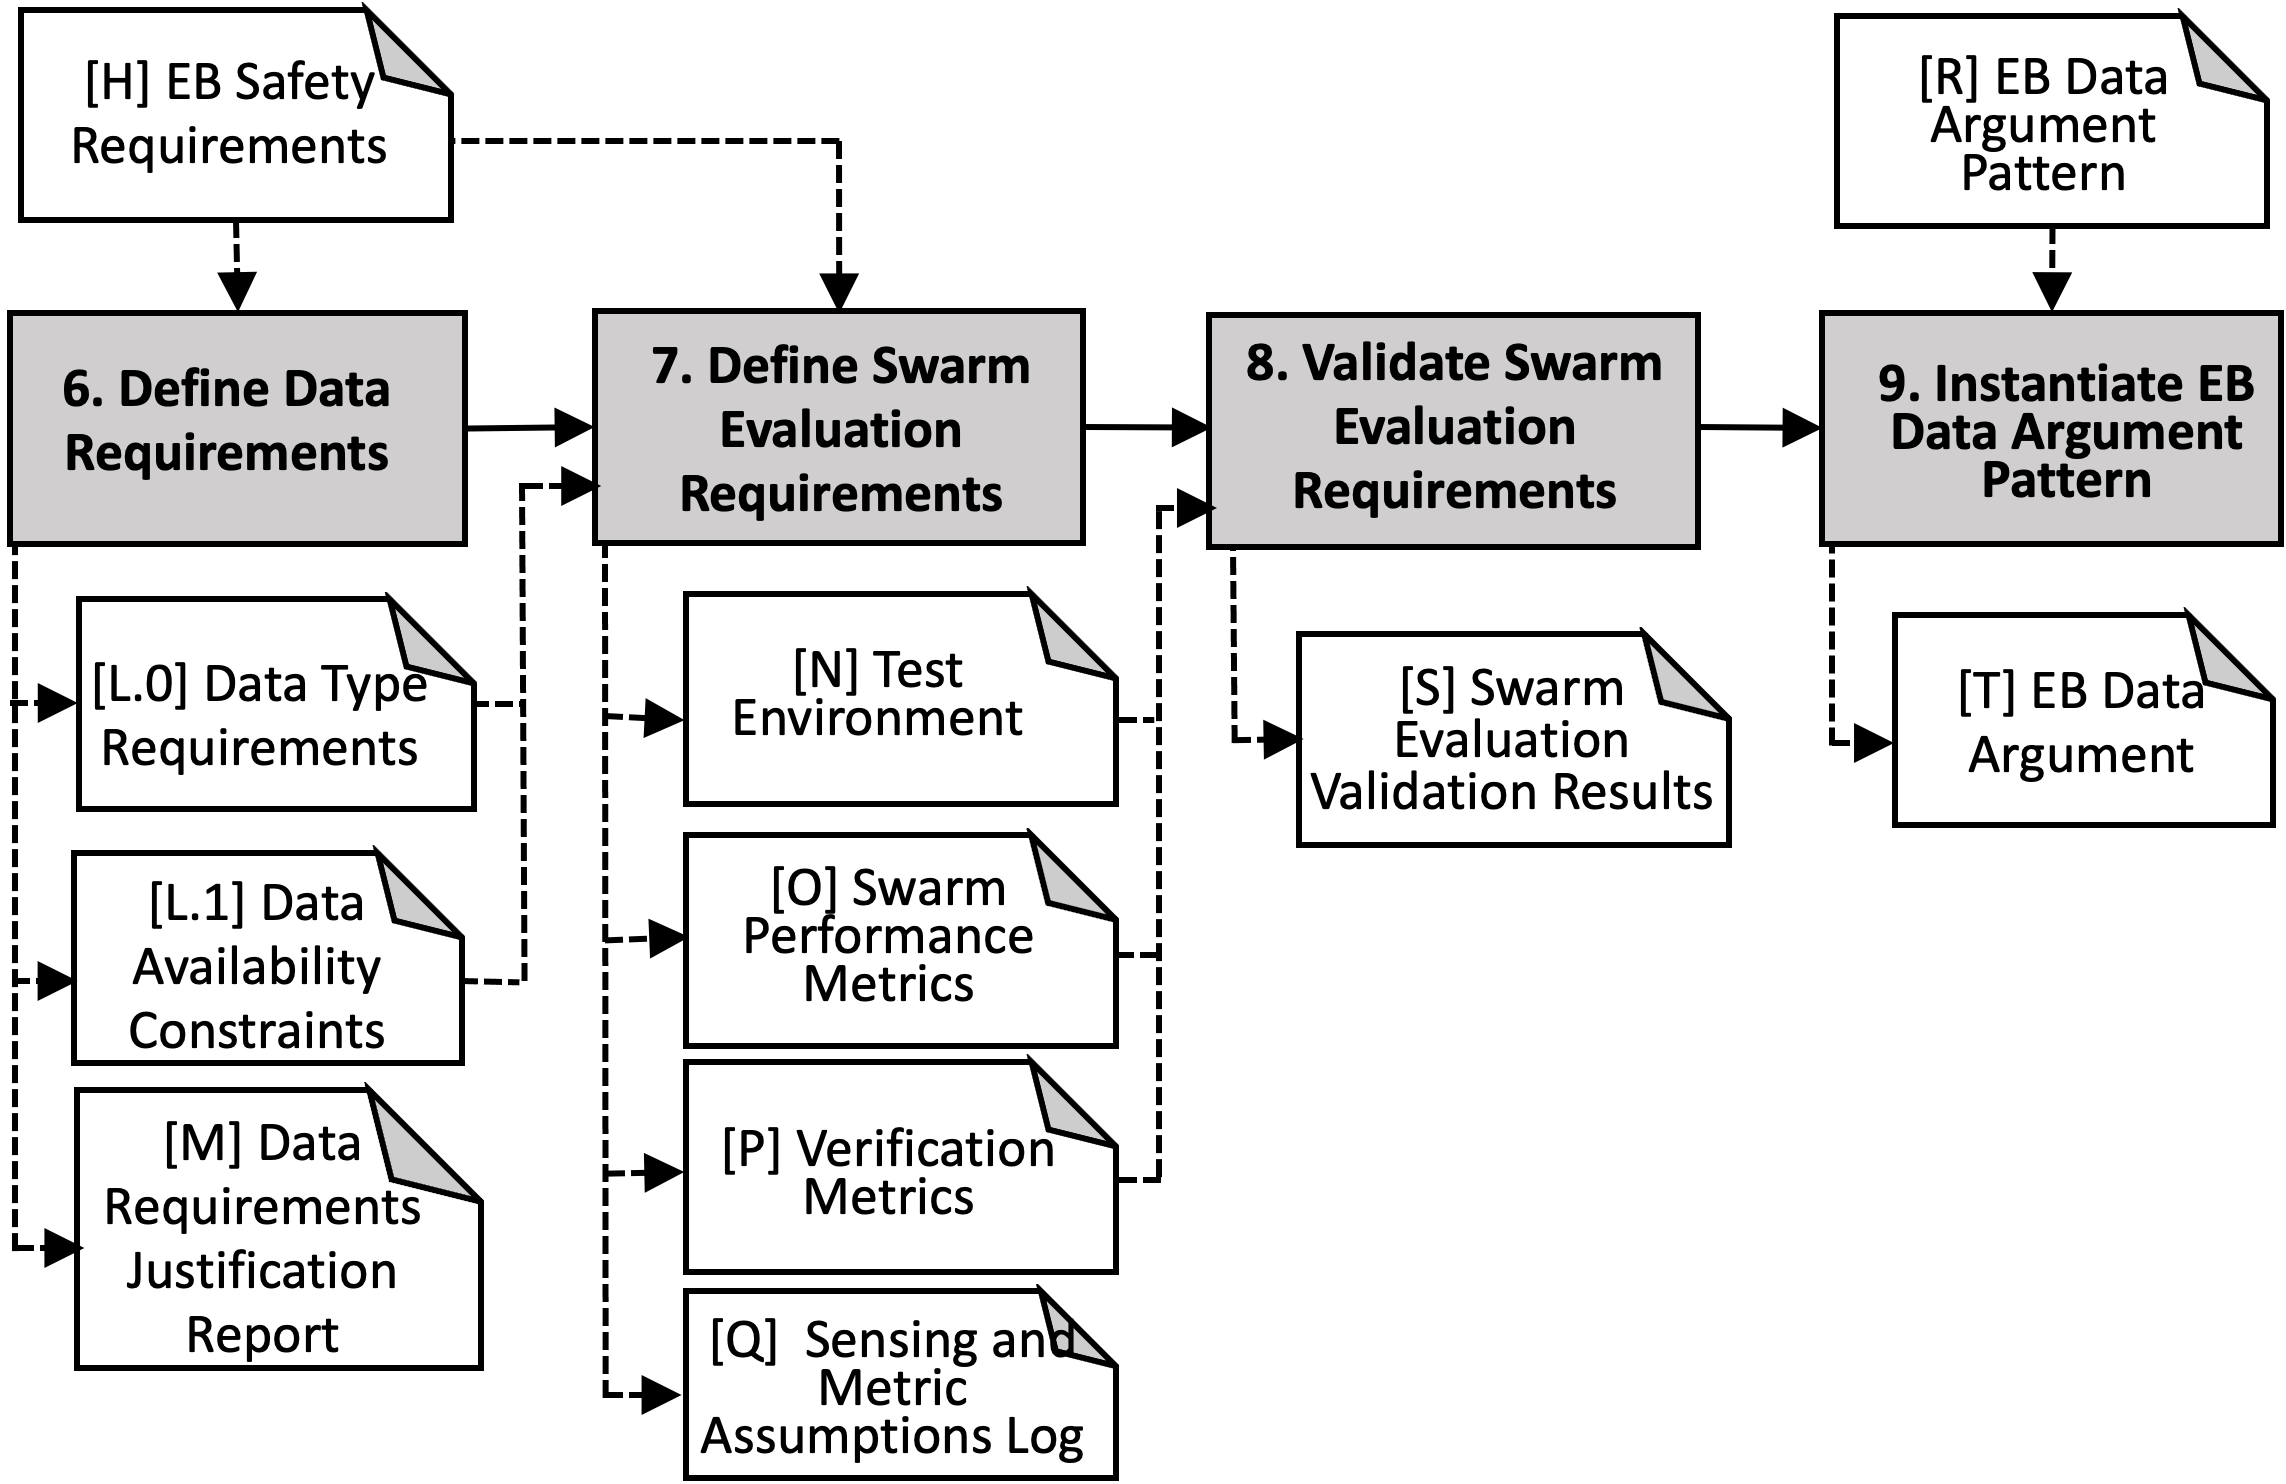 [H] EB Safety
Requirements
[R] EB Data
Argument
Pattern
6. Define Data
Requirements
7. Define Swarm
Evaluation
Requirements
8. Validate Swarm
Evaluation
Requirements
9. Instantiate EB
Data Argument
Pattern
[L.0] Data Type
Requirements
[L.1] Data
Availability
Constraints
[M] Data
Requirements
Justification
Report
[N] Test
Environment
[O] Swarm
Performance
Metrics
[P] Verification
Metrics
[Q] Sensing and
Metric
Assumptions Log
[S] Swarm
Evaluation
Validation Results
[T] EB Data
Argument